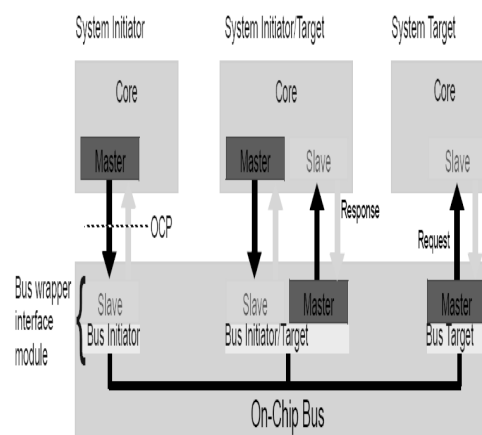 System Initiator
System Initiator/Target
System Target
Core
Core
Core
Master
Master
Slave
Slave
Response
OCP
Request
Bus wrapper
interface
module
Slave
Bus Initiator
Slave
Master
Bus Initiator/Target
Master
Bus Target
On-Chip Bus